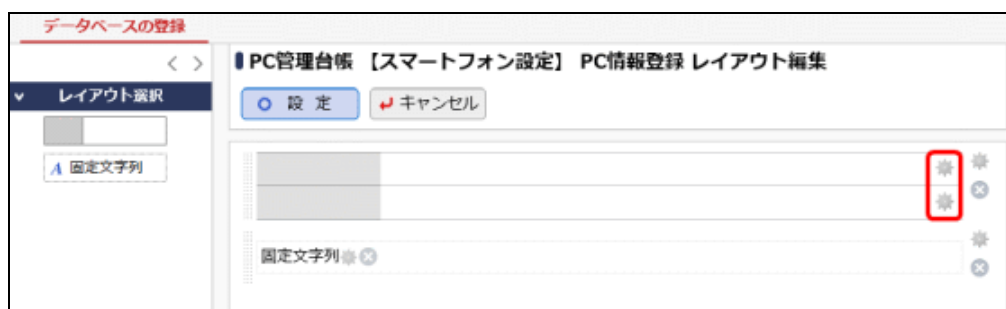 データベースの登録
レイアウト選択
A 固定文字列
PC管理台帳 【スマートフォン設定】 PC情報登録 レイアウト編集
設 定
キャンセル
固定文字列